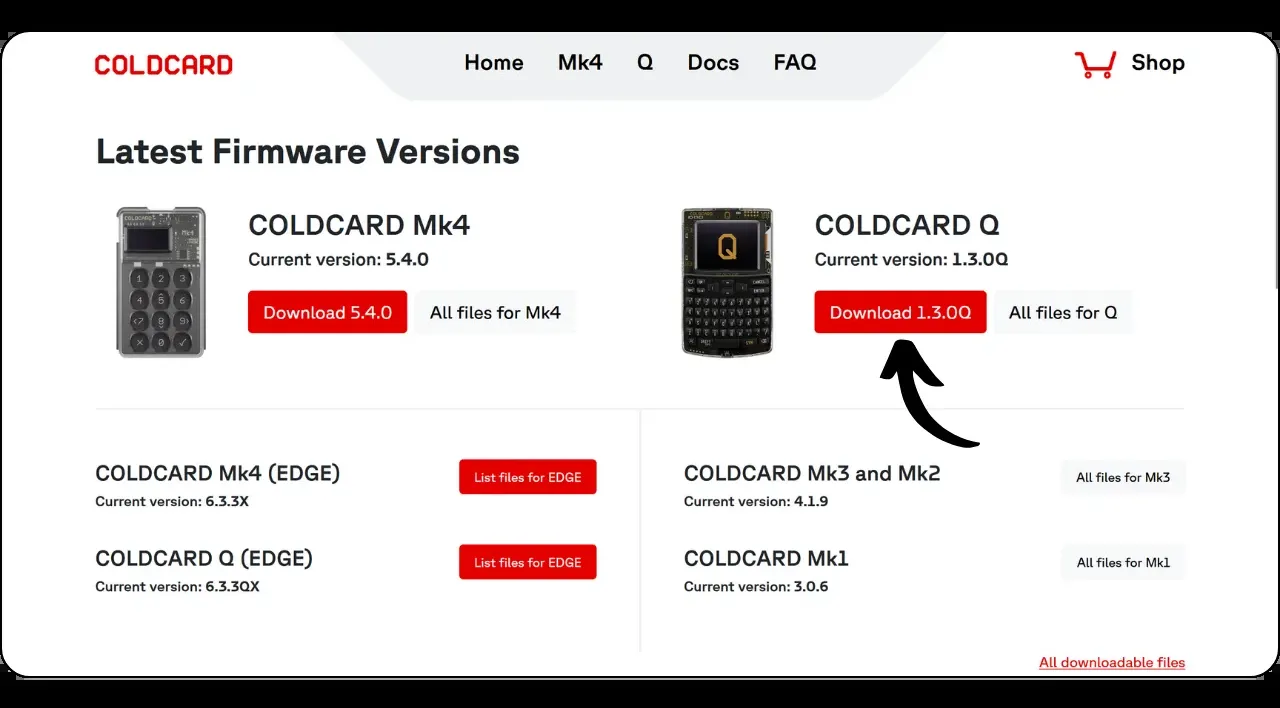 COLDCARD
Home Mk4 Q Docs FAQ
Shop
Latest Firmware Versions
COLDCARD Mk4
Current version: 5.4.0
Download 5.4.0 All files for Mk4
COLDCARD Q
Current version: 1.3.0Q
Download 1.3.0Q All files for Q
COLDCARD Mk4 (EDGE)
Current version: 6.3.3X
List files for EDGE
COLDCARD Q (EDGE)
Current version: 6.3.3QX
List files for EDGE
COLDCARD Mk3 and Mk2
Current version: 4.1.9
All files for Mk3
COLDCARD Mk1
Current version: 3.0.6
All files for Mk1
All downloadable files